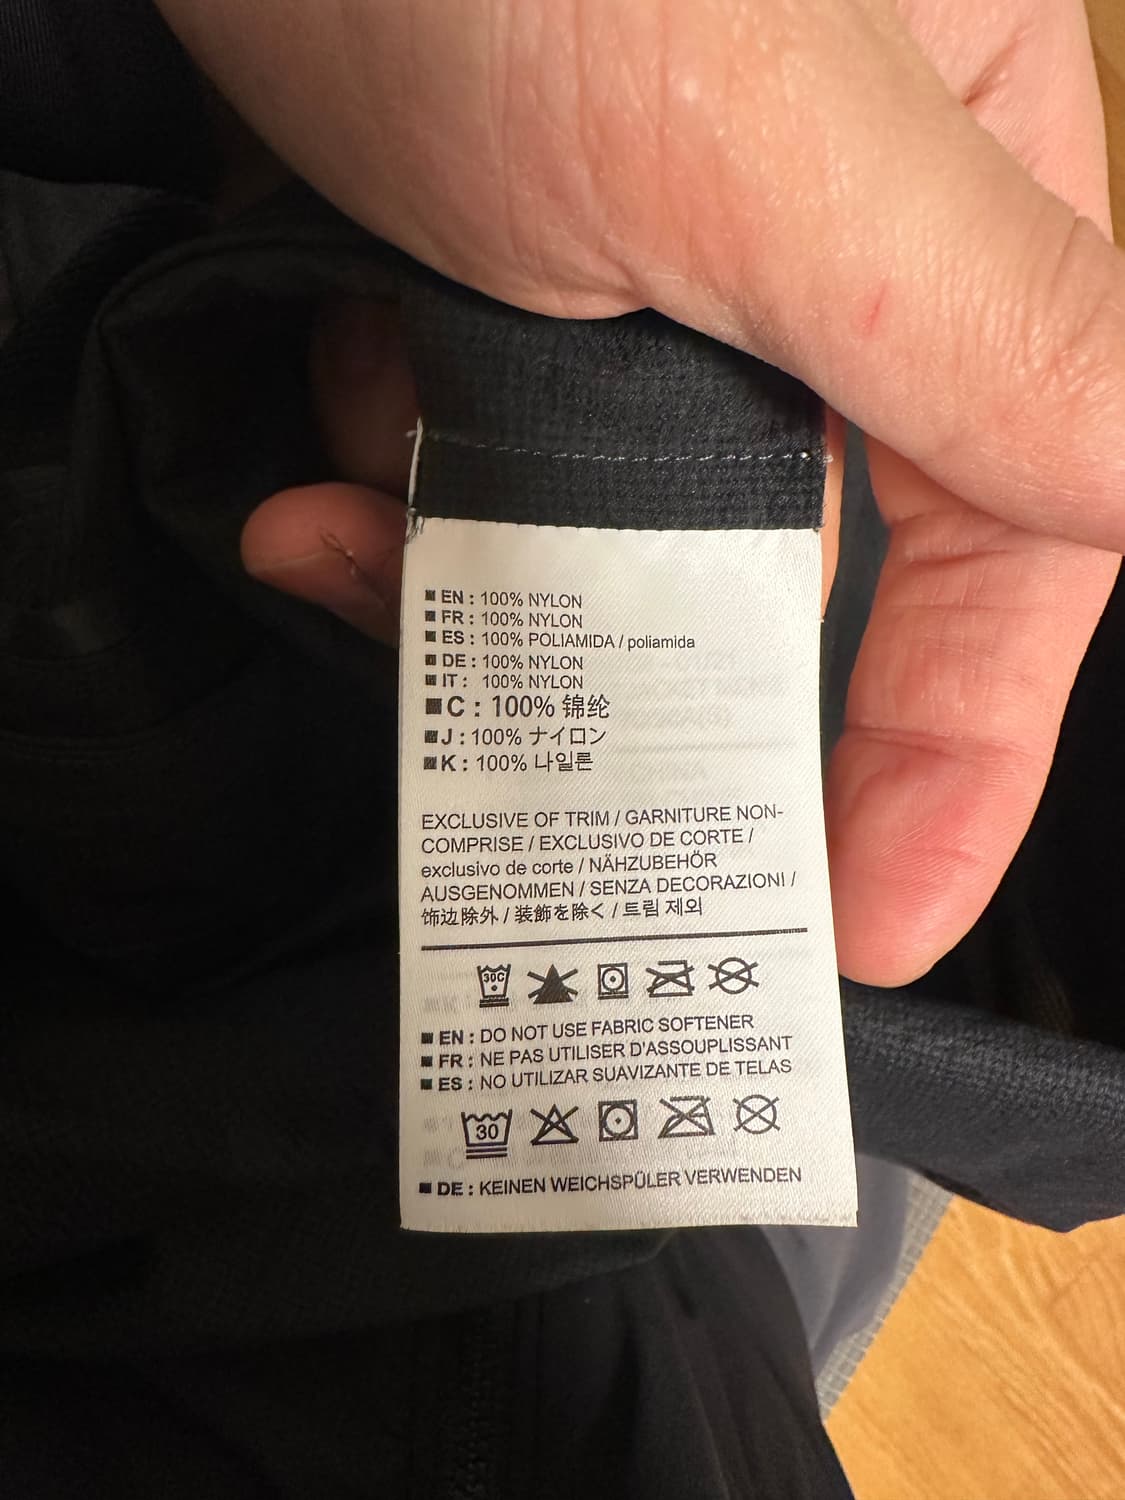 EN : 100% NYLON
FR : 100% NYLON
ES : 100% POLIAMIDA / poliamida
DE : 100% NYLON
IT : 100% NYLON
C : 100% 锦纶
J : 100% ナイロン
K : 100% 나일론
EXCLUSIVE OF TRIM / GARNITURE NON-
COMPRISE / EXCLUSIVO DE CORTE /
exclusivo de corte / NÄHZUBEHÖR
AUSGENOMMEN / SENZA DECORAZIONI /
饰边除外 / 装飾を除く / 트림 제외
30C
EN : DO NOT USE FABRIC SOFTENER
FR : NE PAS UTILISER D'ASSOUPLISSANT
ES : NO UTILIZAR SUAVIZANTE DE TELAS
30
DE : KEINEN WEICHSPÜLER VERWENDEN